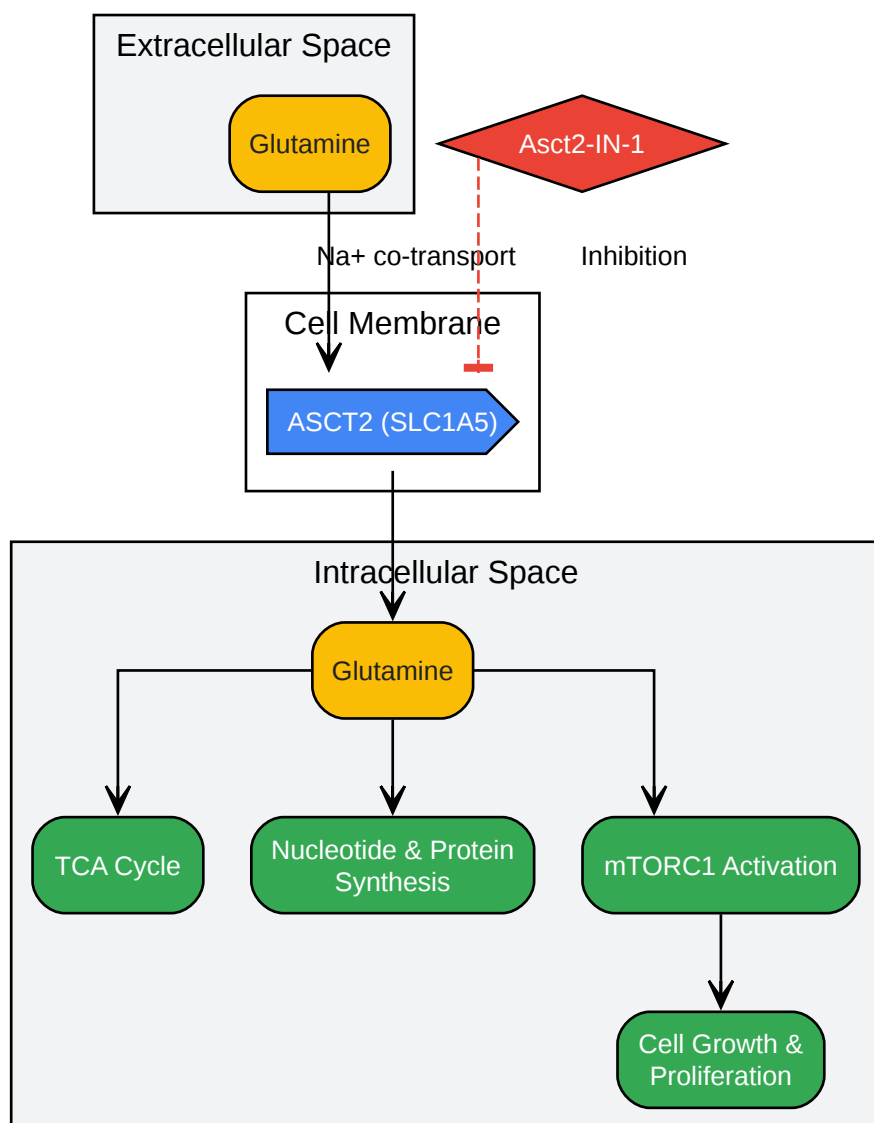 Extracellular Space
Glutamine
Asct2-IN-1
Na+ co-transport
Inhibition
Cell Membrane
ASCT2 (SLC1A5)
Intracellular Space
Glutamine
TCA Cycle
Nucleotide & Protein
Synthesis
mTORC1 Activation
Cell Growth &
Proliferation